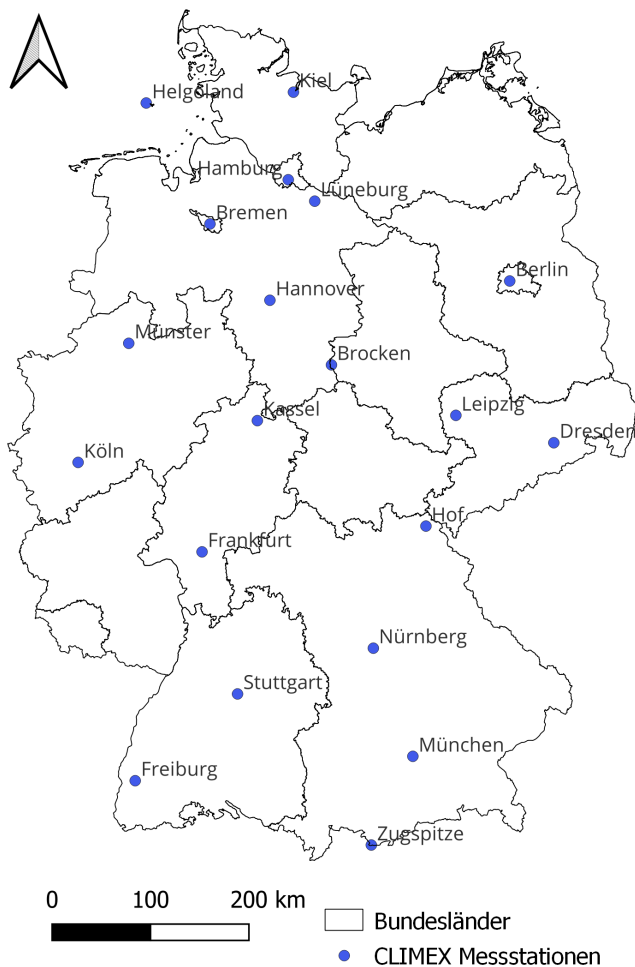 Kiel
Helgoland
Hamburg
Lüneburg
Bremen
Berlin
Hannover
Münster
Brocken
Kassel
Leipzig
Dresden
Köln
Hof
Frankfurt
Nürnberg
Stuttgart
München
Freiburg
Zugspitze
0 100 200 km
Bundesländer
CLIMEX Messstationen